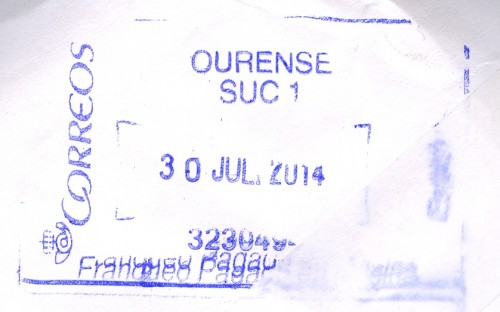 CORREOS
OURENSE
SUC 1
30 JUL. 2014
Franqueo Pagado